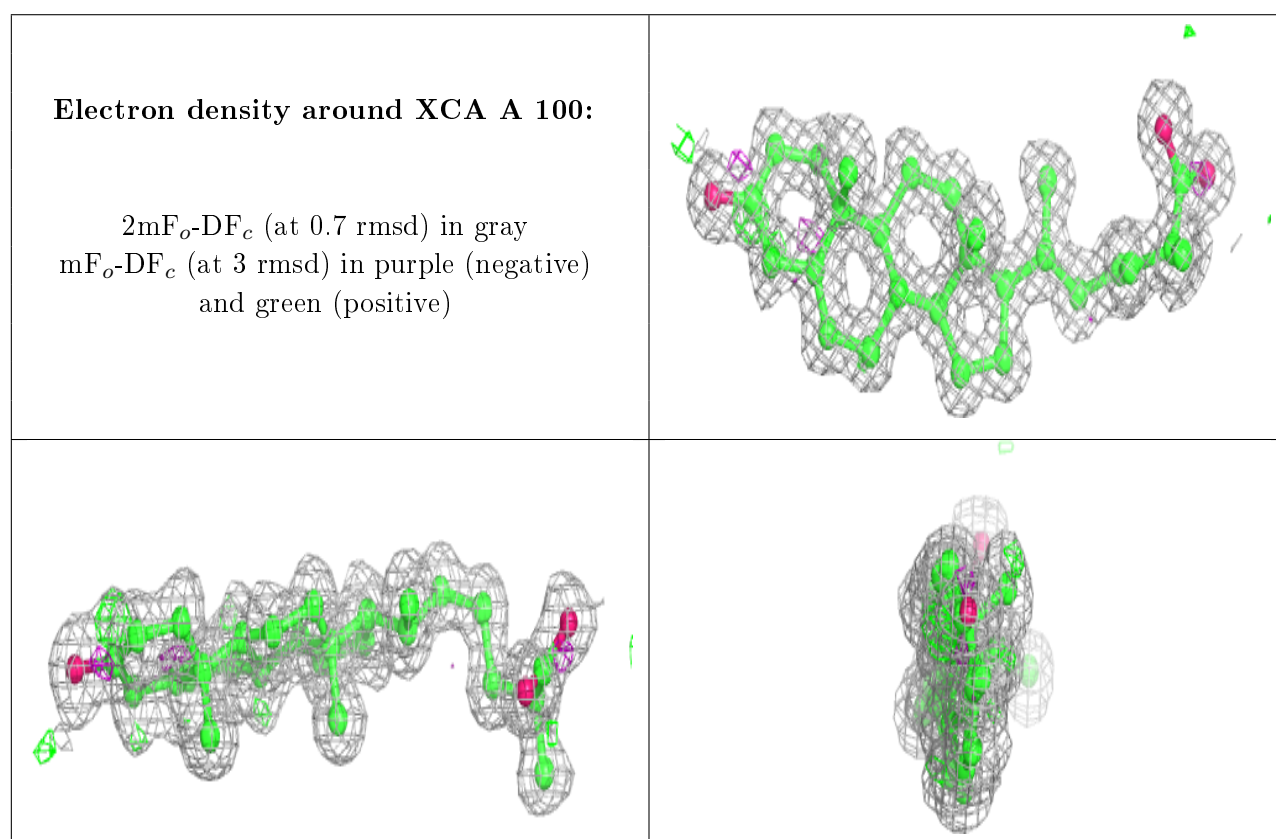 Electron density around XCA A 100:
2mFₒ-DF𝒸 (at 0.7 rmsd) in gray
mFₒ-DF𝒸 (at 3 rmsd) in purple (negative)
and green (positive)